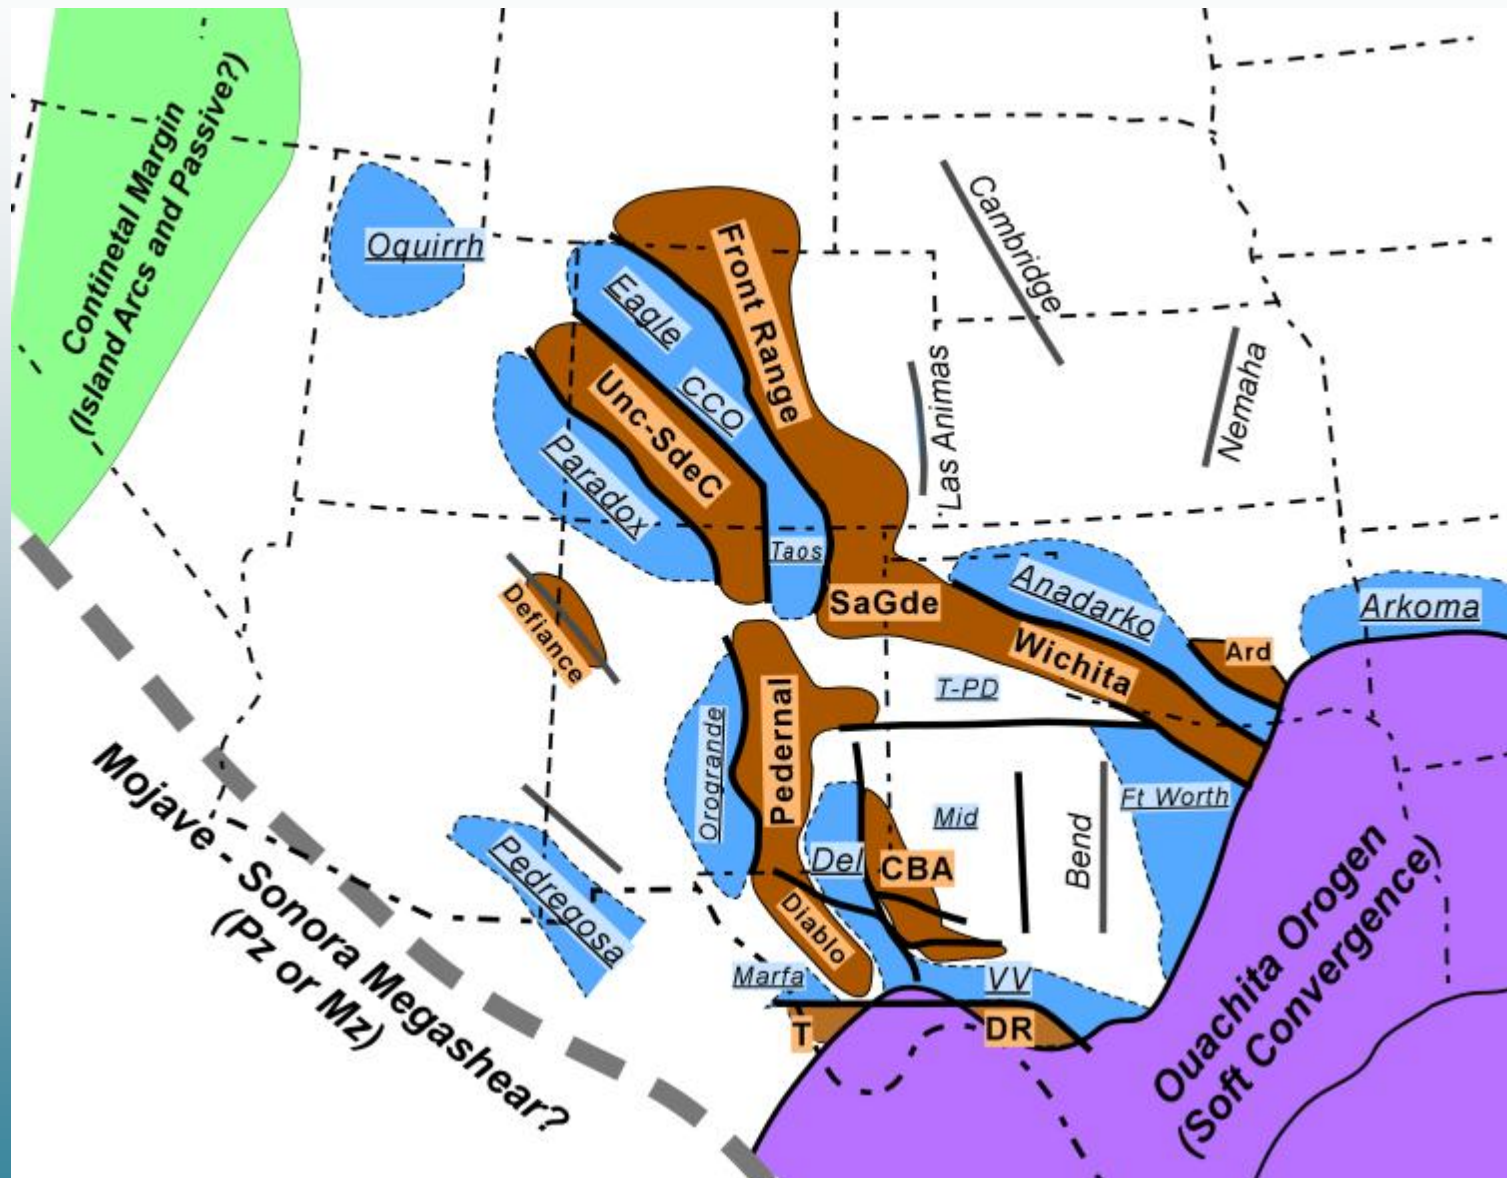 Continetal Margin
(Island Arcs and Passive?)
Oquirrh
Eagle
Front Range
CCO
Unc-SdeC
Paradox
Taos
Cambridge
Las Animas
Nemaha
Defiance
SaGde
Anadarko
Wichita
Ard
Arkoma
T-PD
Orogrande
Pedernal
Ft Worth
Mid
Bend
Del
CBA
Pedregosa
Diablo
Marfa
VV
T
DR
Mojave - Sonora Megashear?
(Pz or Mz)
Ouachita Orogen
(Soft Convergence)